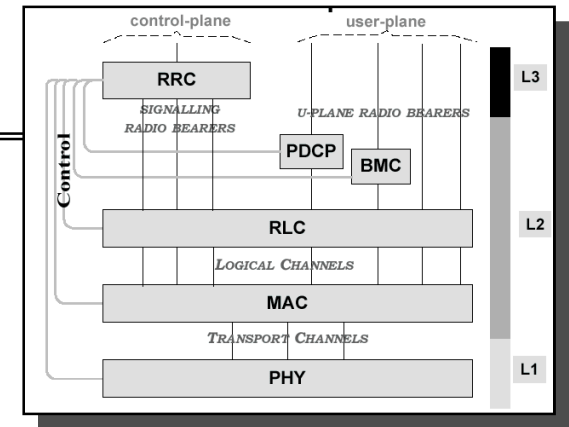 control-plane
user-plane
RRC
L3
SIGNALLING
RADIO BEARERS
U-PLANE RADIO BEARERS
Control
PDCP
BMC
RLC
L2
LOGICAL CHANNELS
MAC
TRANSPORT CHANNELS
PHY
L1